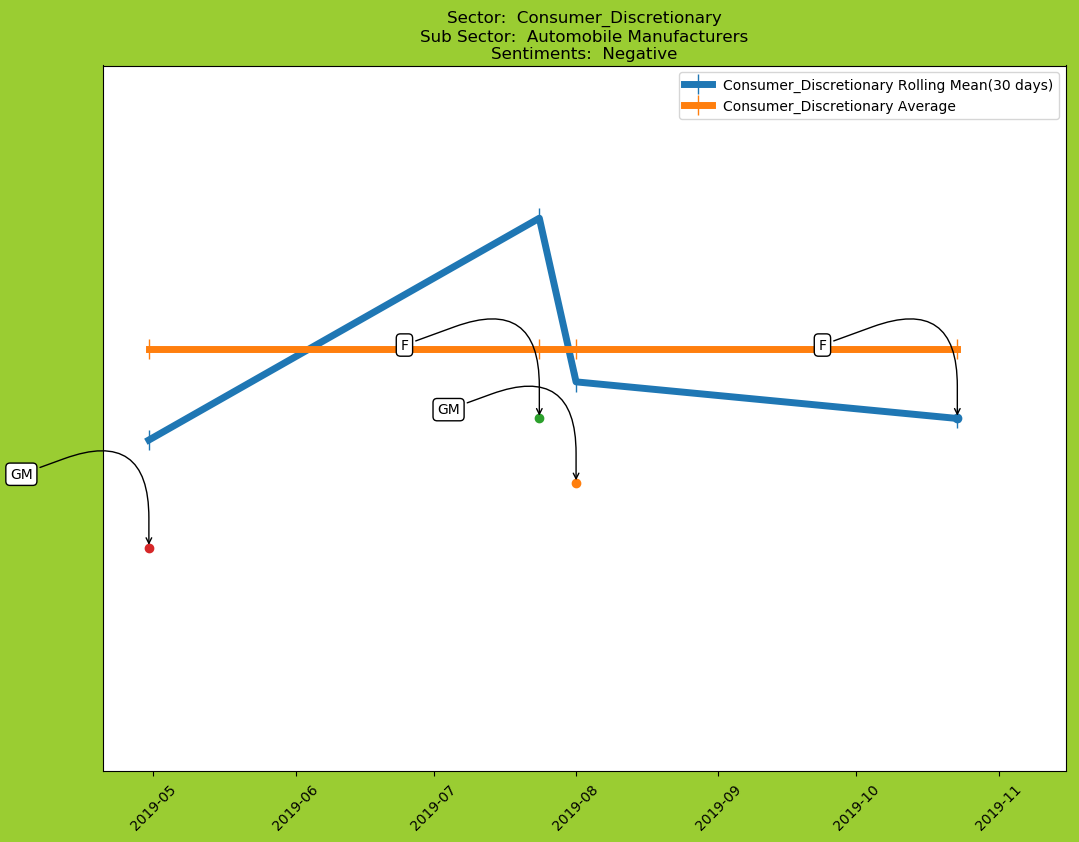 Sector:  Consumer_Discretionary
Sub Sector:  Automobile Manufacturers
Sentiments:  Negative
Consumer_Discretionary Rolling Mean(30 days)
Consumer_Discretionary Average
F
F
GM
GM
2019-05
2019-06
2019-07
2019-08
2019-09
2019-10
2019-11